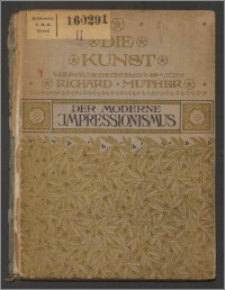 160291
II
DIE
KUNST
RICHARD MUTHER
DER MODERNE
IMPRESSIONISMUS